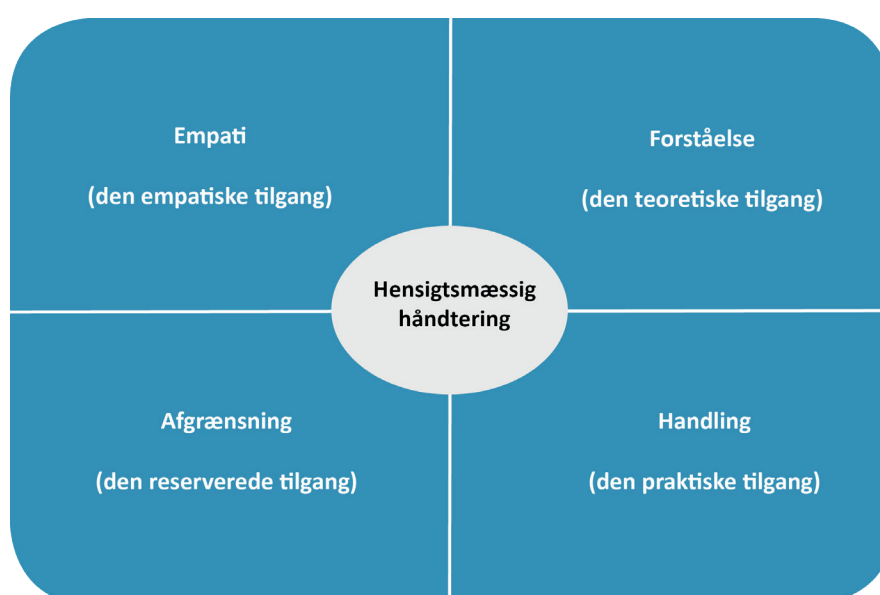 Empati
(den empatiske tilgang)
Forståelse
(den teoretiske tilgang)
Hensigtsmæssig
håndtering
Afgrænsning
(den reserverede tilgang)
Handling
(den praktiske tilgang)